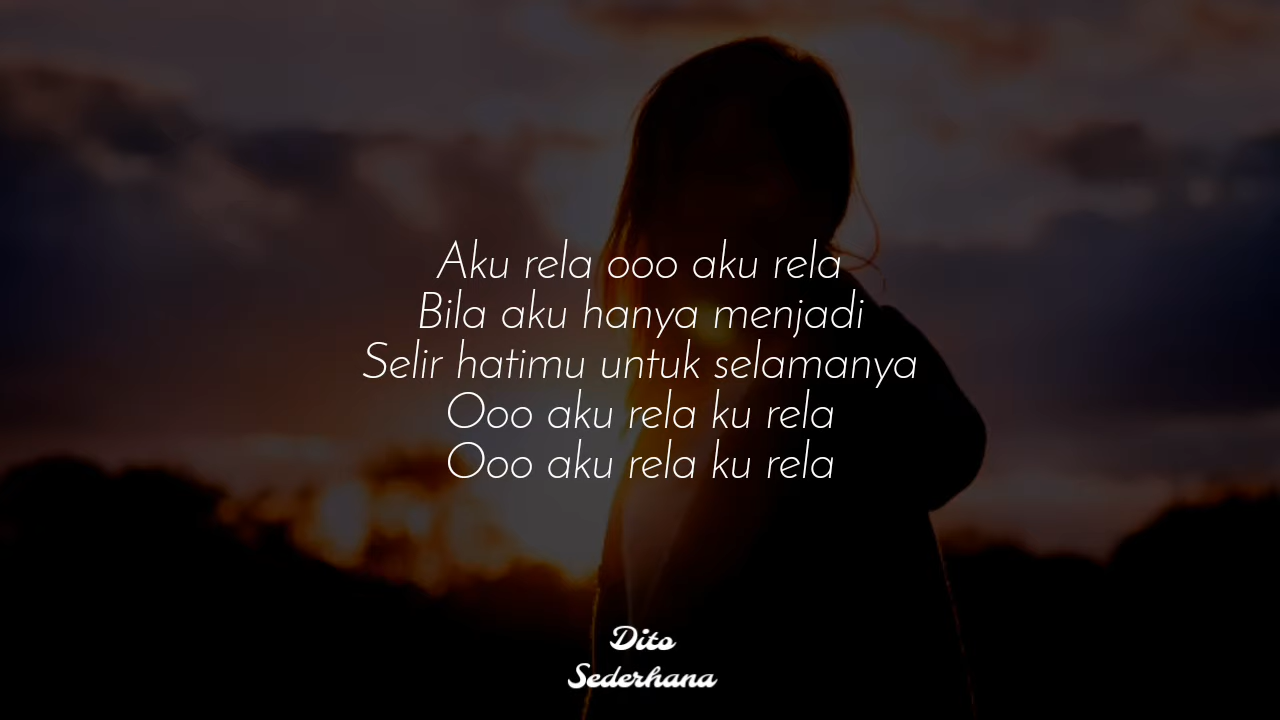 Aku rela ooo aku rela
Bila aku hanya menjadi
Selir hatimu untuk selamanya
Ooo aku rela ku rela
Ooo aku rela ku rela
Dito
Sederhana